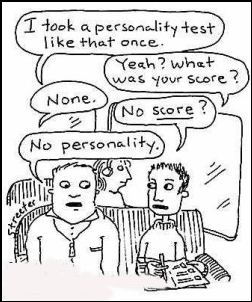 I took a personality test
like that once.
Yeah? What
was your score?
None.
No score?
No personality.
Streeter